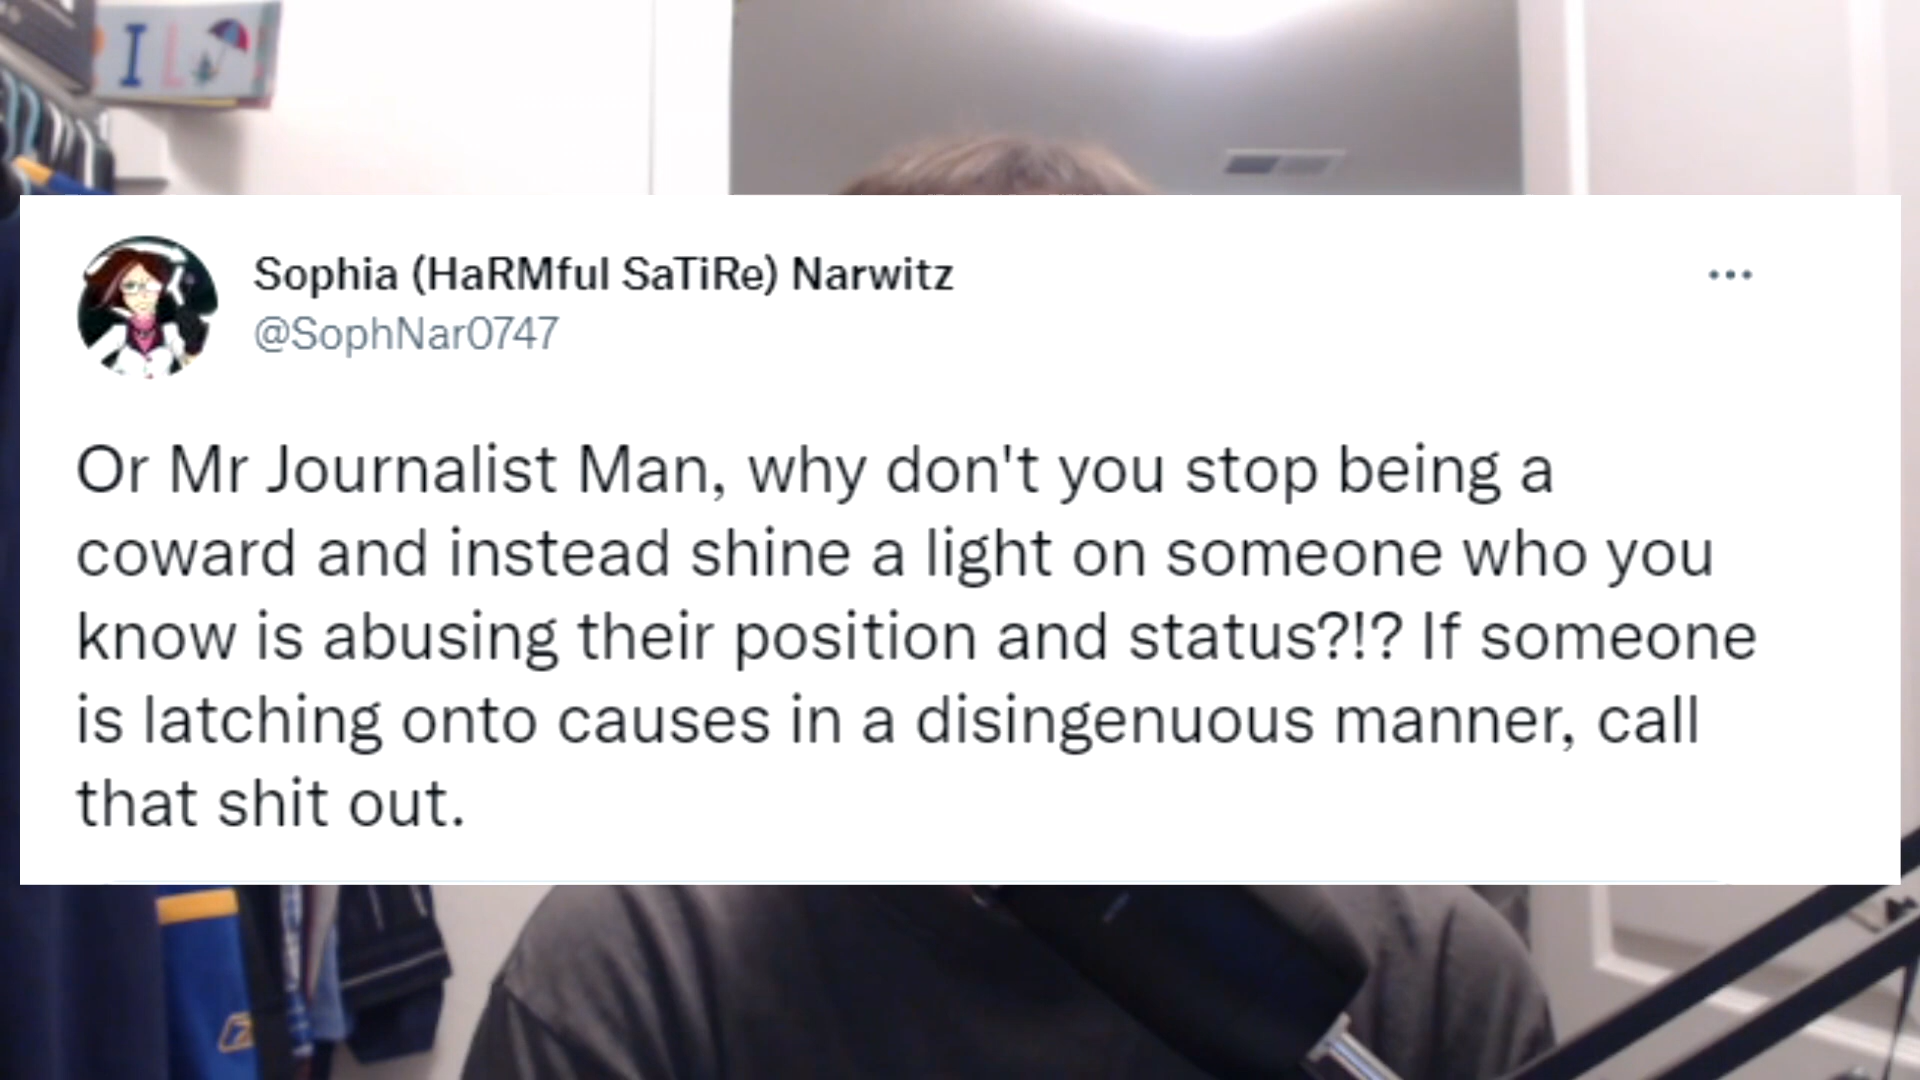 I L
Sophia (HaRMful SaTiRe) Narwitz
@SophNar0747
Or Mr Journalist Man, why don't you stop being a
coward and instead shine a light on someone who you
know is abusing their position and status?!? If someone
is latching onto causes in a disingenuous manner, call
that shit out.